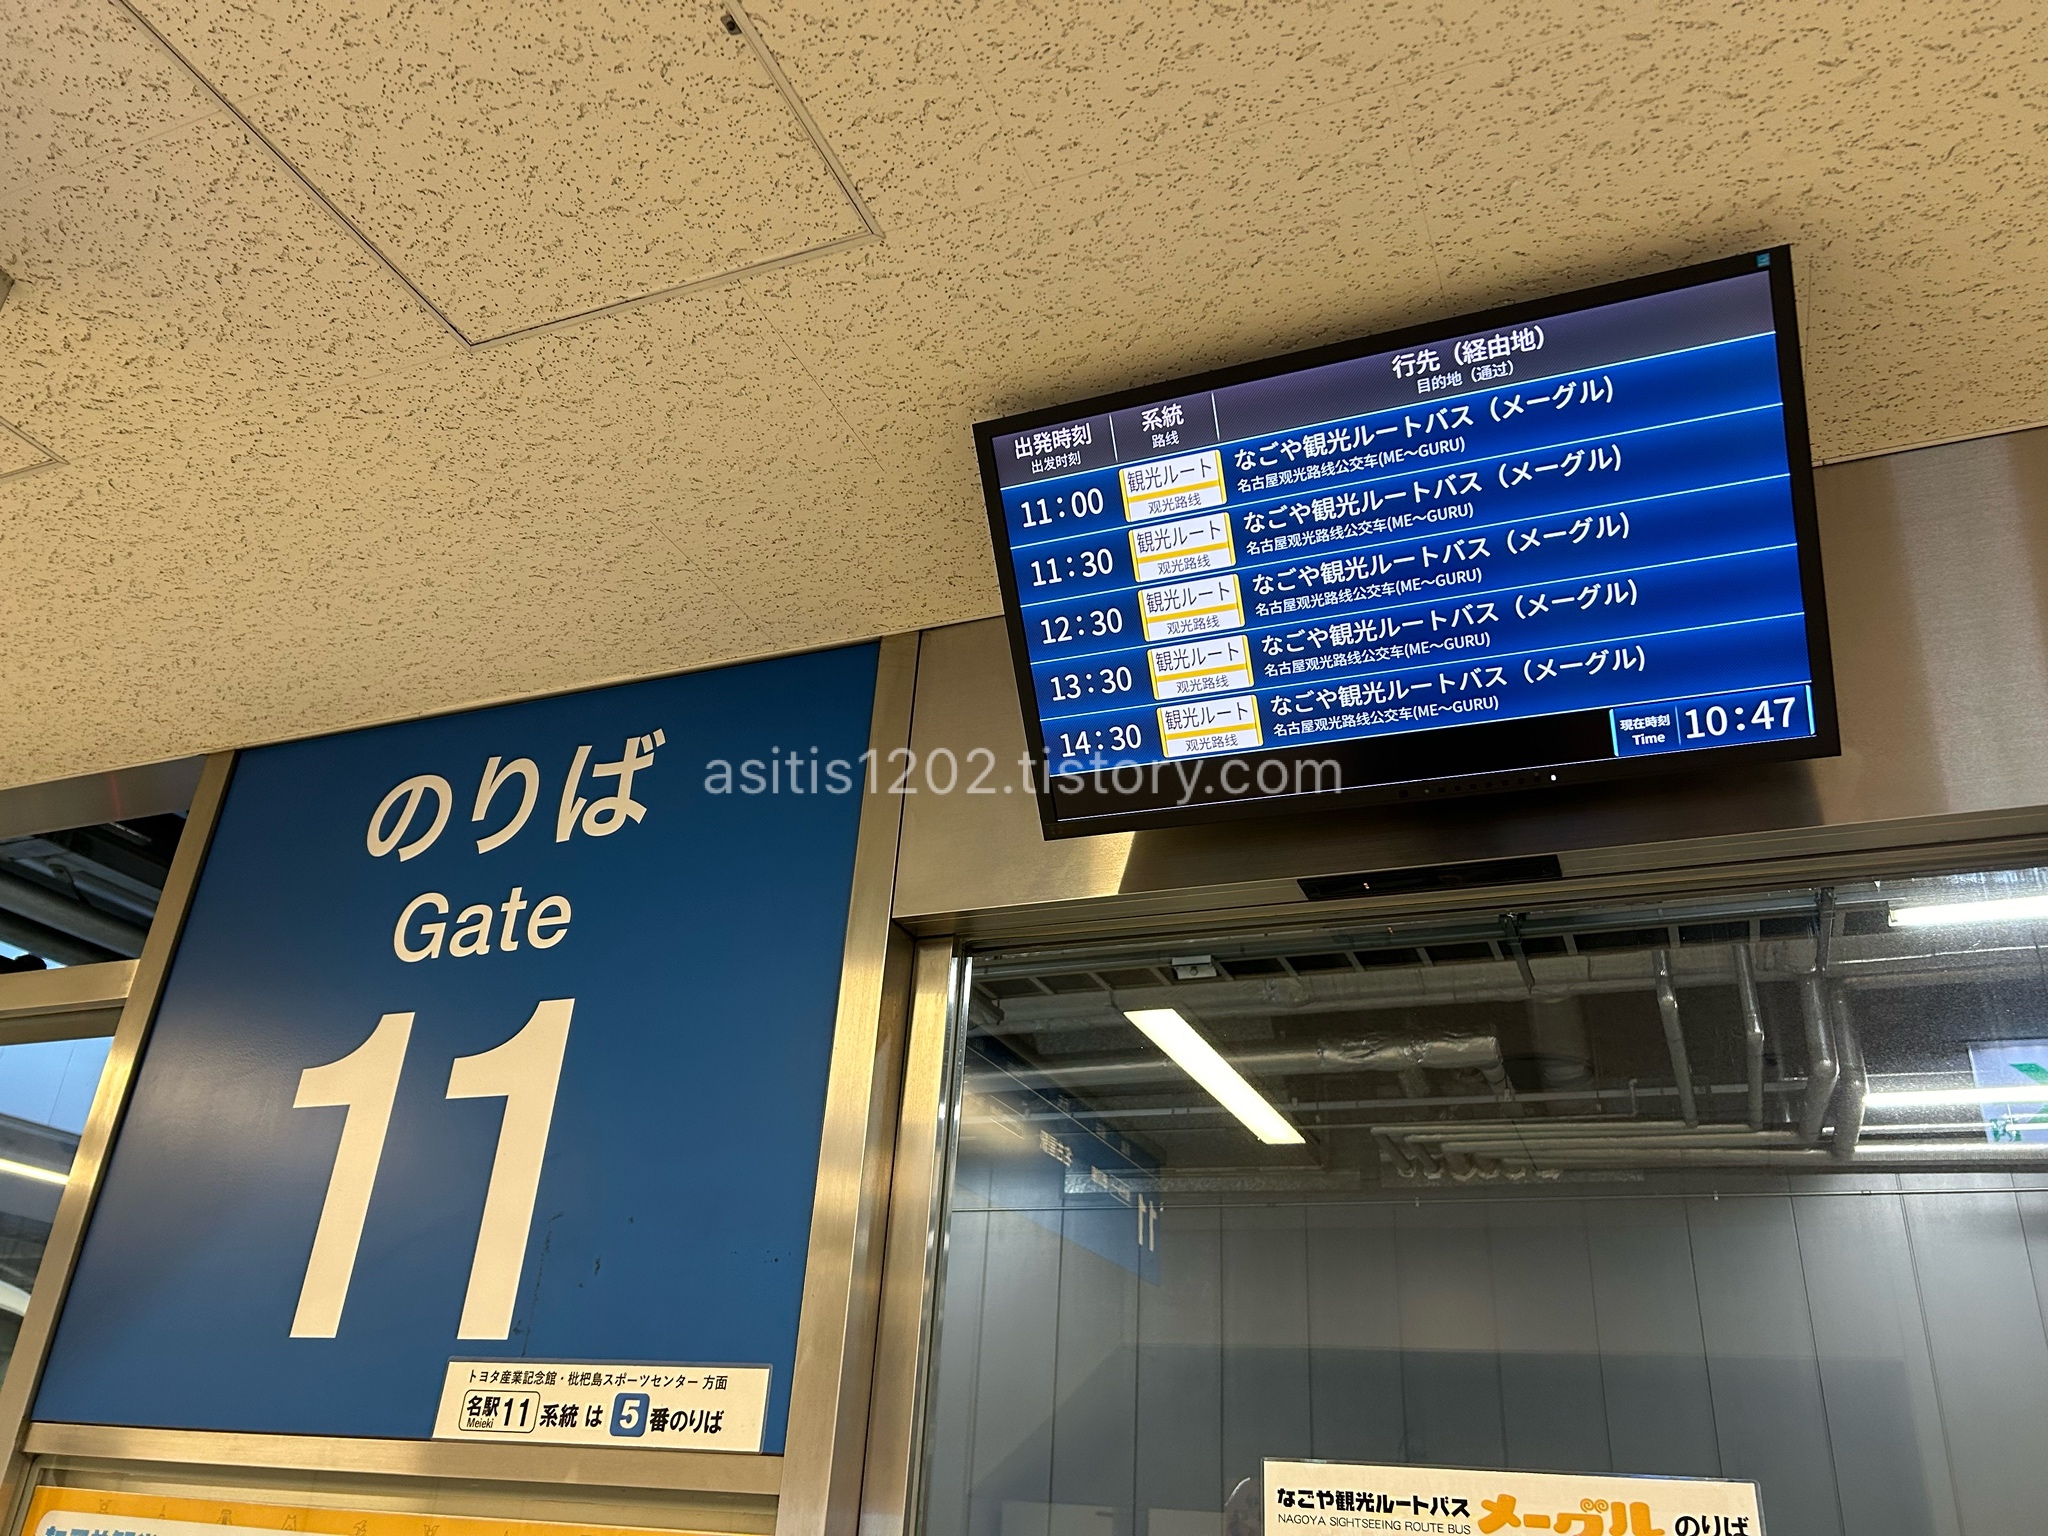 行先（経由地）
目的地（通过）
出発時刻
出发时刻
系統
路线
11:00
観光ルート
观光路线
なごや観光ルートバス（メーグル）
名古屋观光路线公交车(ME～GURU)
11:30
観光ルート
观光路线
なごや観光ルートバス（メーグル）
名古屋观光路线公交车(ME～GURU)
12:30
観光ルート
观光路线
なごや観光ルートバス（メーグル）
名古屋观光路线公交车(ME～GURU)
13:30
観光ルート
观光路线
なごや観光ルートバス（メーグル）
名古屋观光路线公交车(ME～GURU)
14:30
観光ルート
观光路线
なごや観光ルートバス（メーグル）
名古屋观光路线公交车(ME～GURU)
現在時刻
Time
10:47
asitis1202.tistory.com
のりば
Gate
11
トヨタ産業記念館・枇杷島スポーツセンター 方面
名駅11系統 は 5 番のりば
Meieki
なごや観光ルートバス メーグル のりば
NAGOYA SIGHTSEEING ROUTE BUS